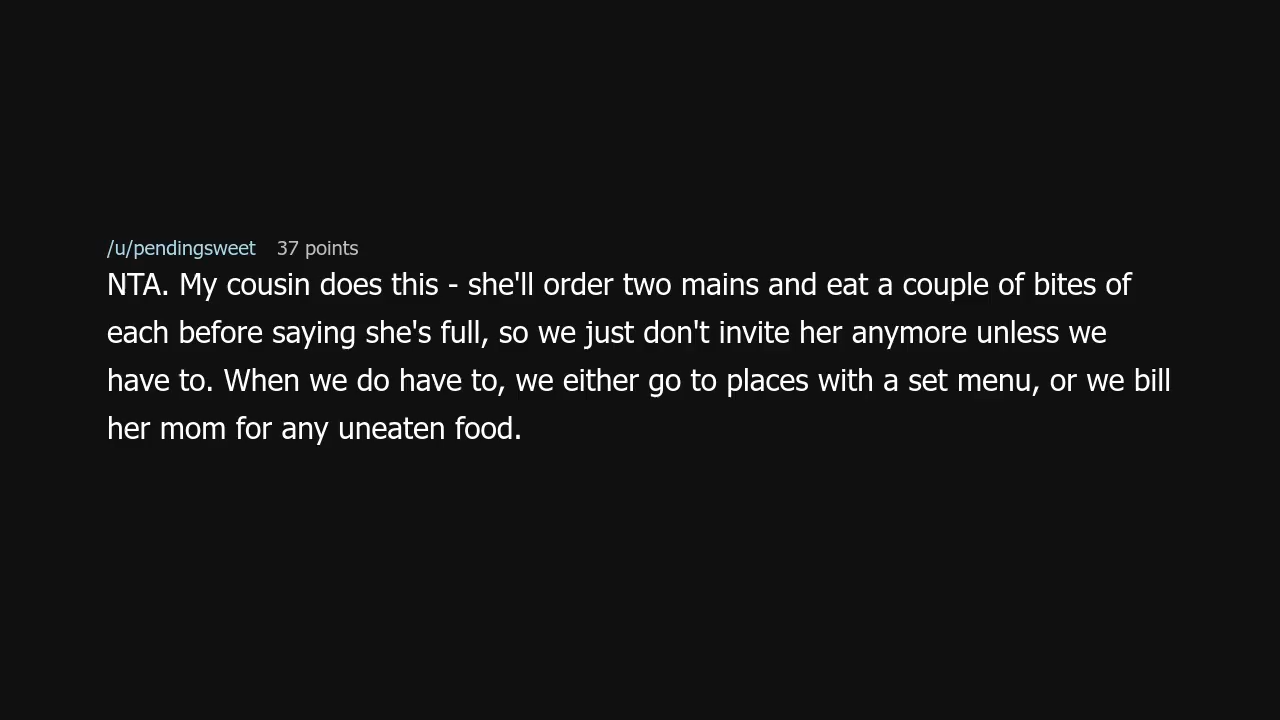 /u/pendingsweet 37 points
NTA. My cousin does this - she'll order two mains and eat a couple of bites of
each before saying she's full, so we just don't invite her anymore unless we
have to. When we do have to, we either go to places with a set menu, or we bill
her mom for any uneaten food.